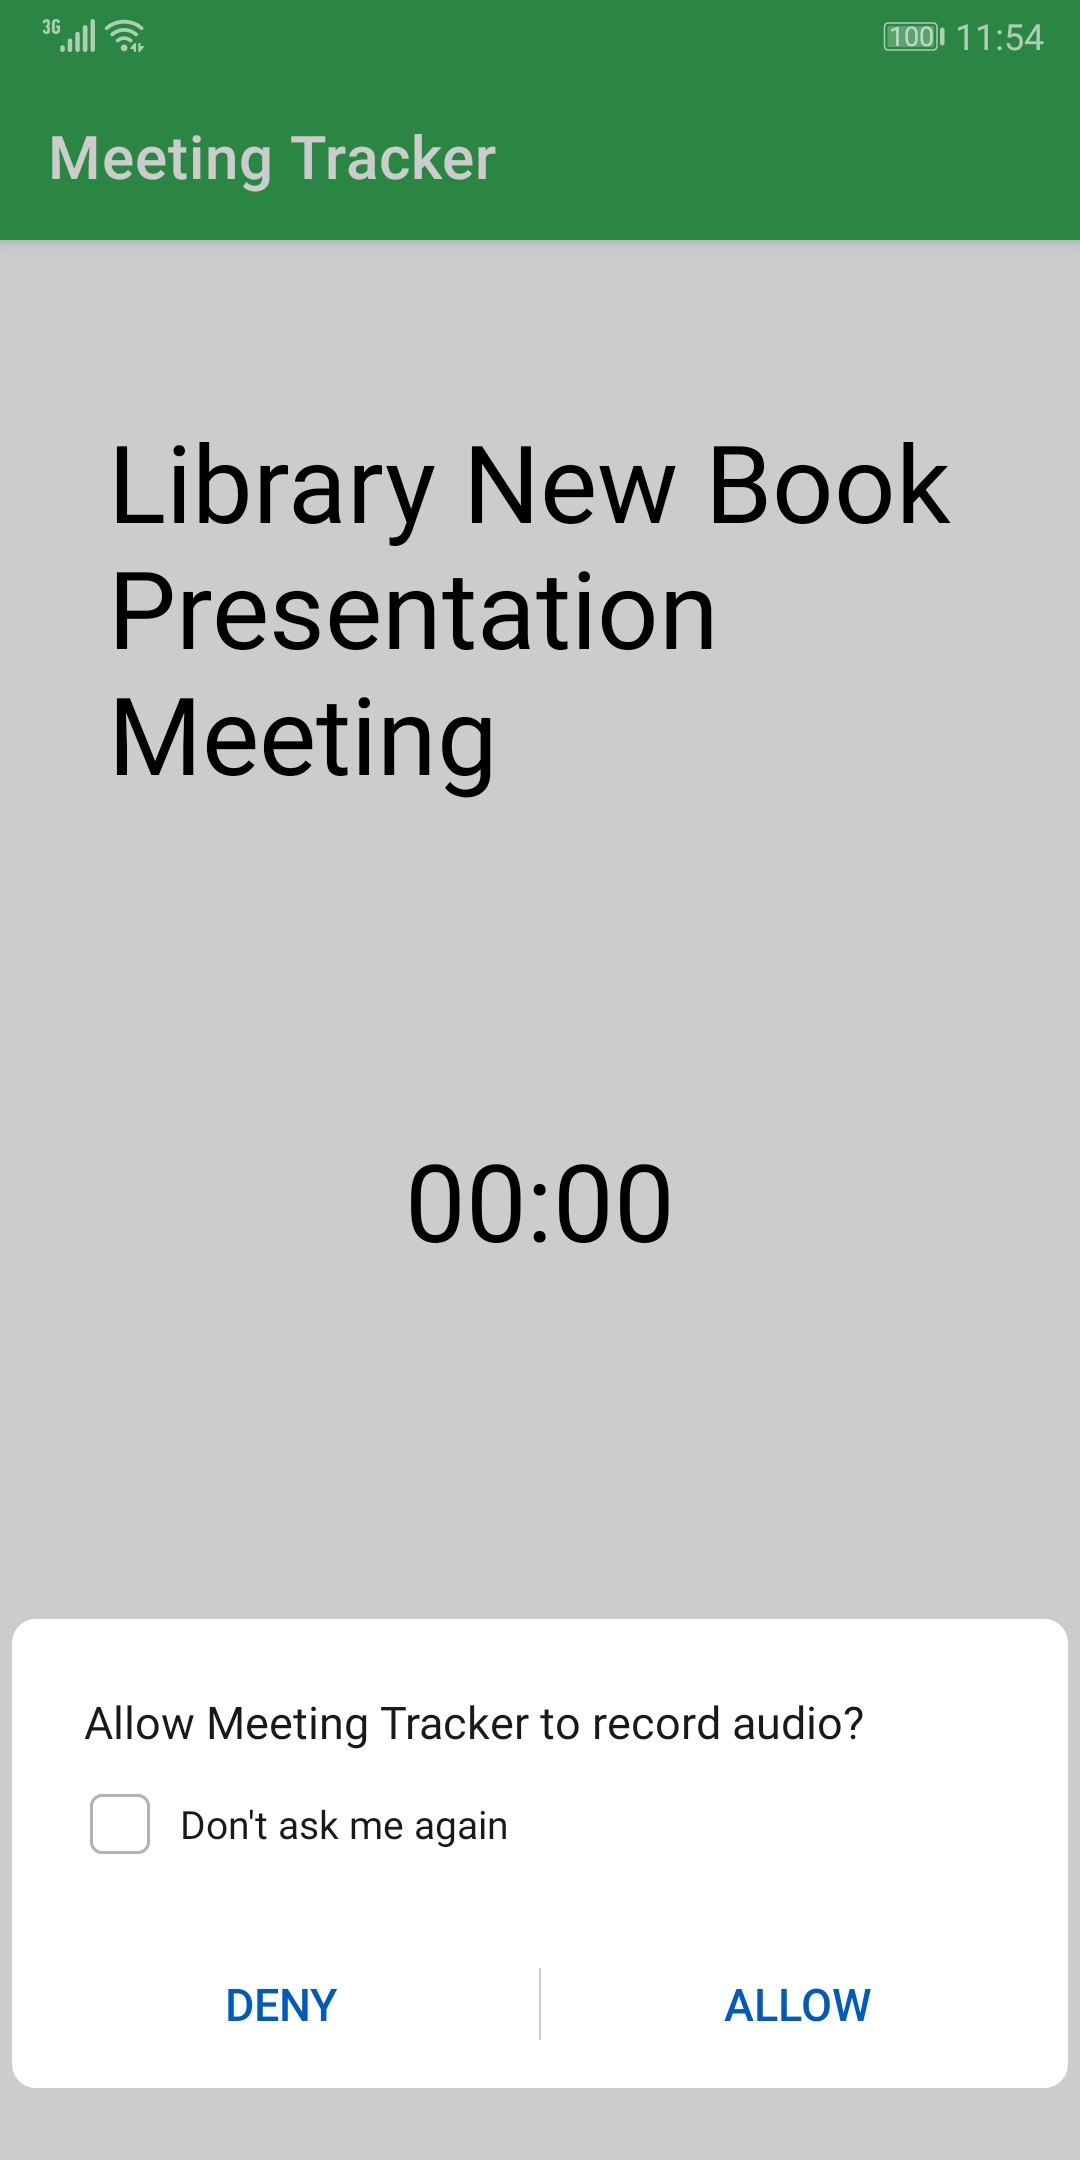 3G
100 11:54
Meeting Tracker
Library New Book
Presentation
Meeting
00:00
Allow Meeting Tracker to record audio?
Don't ask me again
DENY
ALLOW